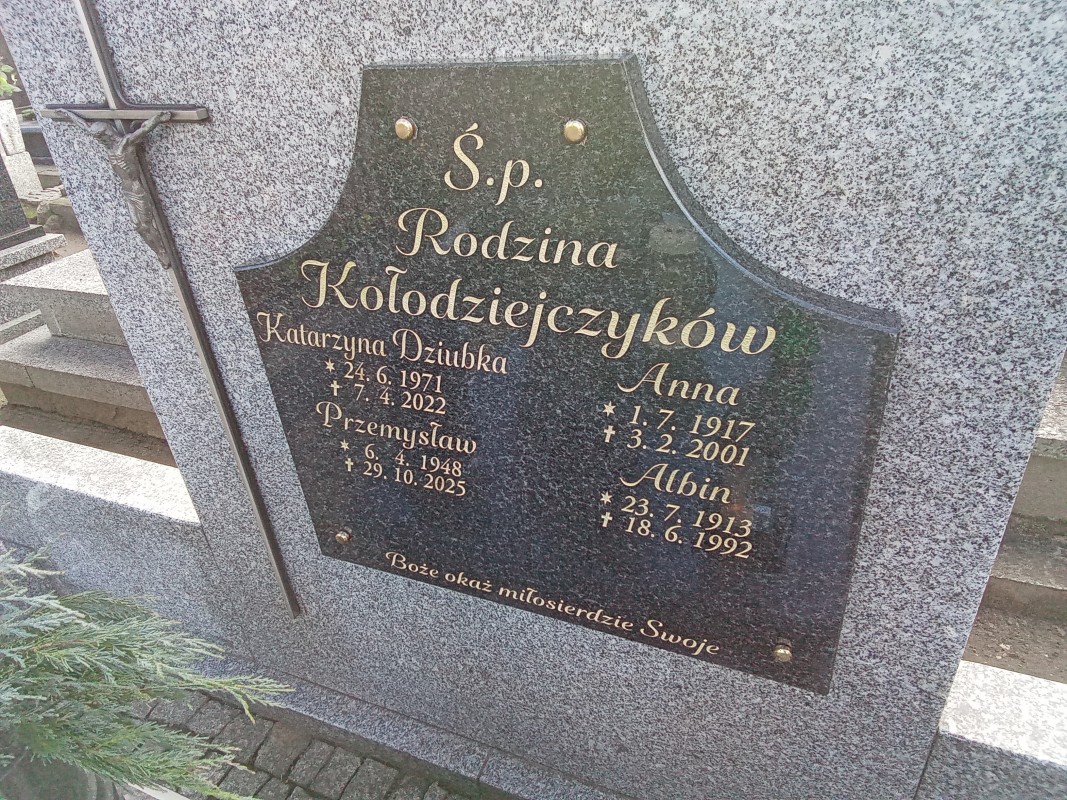 Ś.p.
Rodzina
Kołodziejczyków
Katarzyna Dziubka
* 24. 6. 1971
✝ 7. 4. 2022
Przemysław
* 6. 4. 1948
✝ 29. 10. 2025
Anna
* 1. 7. 1917
✝ 3. 2. 2001
Albin
* 23. 7. 1913
✝ 18. 6. 1992
Boże okaż miłosierdzie Swoje